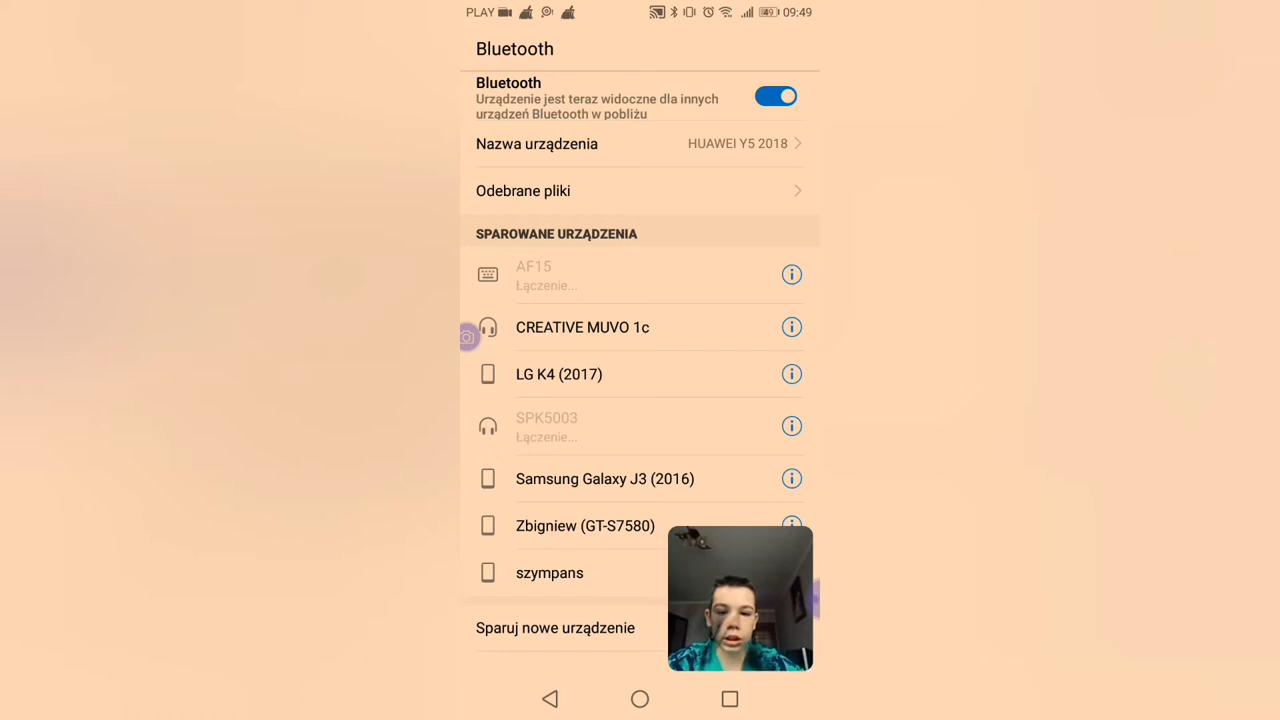 PLAY 49 09:49
Bluetooth
Bluetooth
Urządzenie jest teraz widoczne dla innych
urządzeń Bluetooth w pobliżu
Nazwa urządzenia HUAWEI Y5 2018
Odebrane pliki
SPAROWANE URZĄDZENIA
AF15
Łączenie...
CREATIVE MUVO 1c
LG K4 (2017)
SPK5003
Łączenie...
Samsung Galaxy J3 (2016)
Zbigniew (GT-S7580)
szympans
Sparuj nowe urządzenie